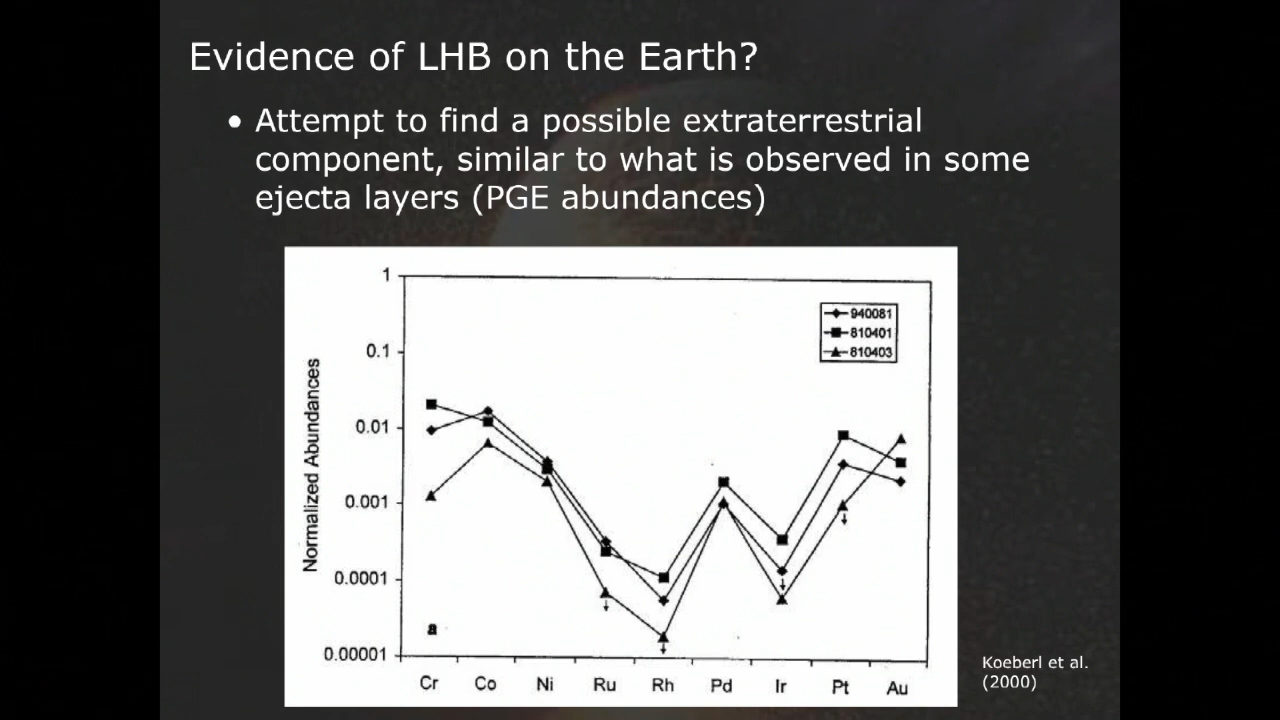 Evidence of LHB on the Earth?
• Attempt to find a possible extraterrestrial
component, similar to what is observed in some
ejecta layers (PGE abundances)
1
0.1
0.01
0.001
0.0001
0.00001
Normalized Abundances
940081
810401
810403
a
Cr Co Ni Ru Rh Pd Ir Pt Au
Koeberl et al.
(2000)